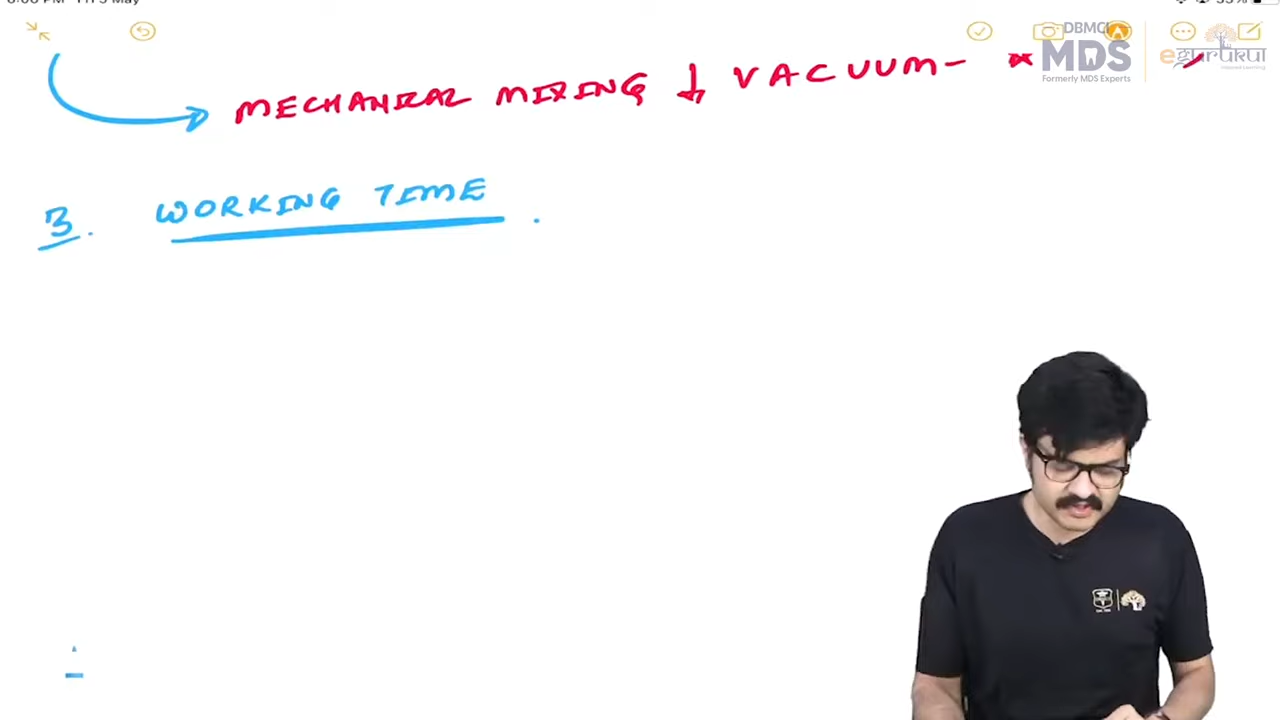 DBMCI
MDS
Formerly MDS Experts
eGurukul
MECHANICAL MIXING VACUUM -
3. WORKING TIME .